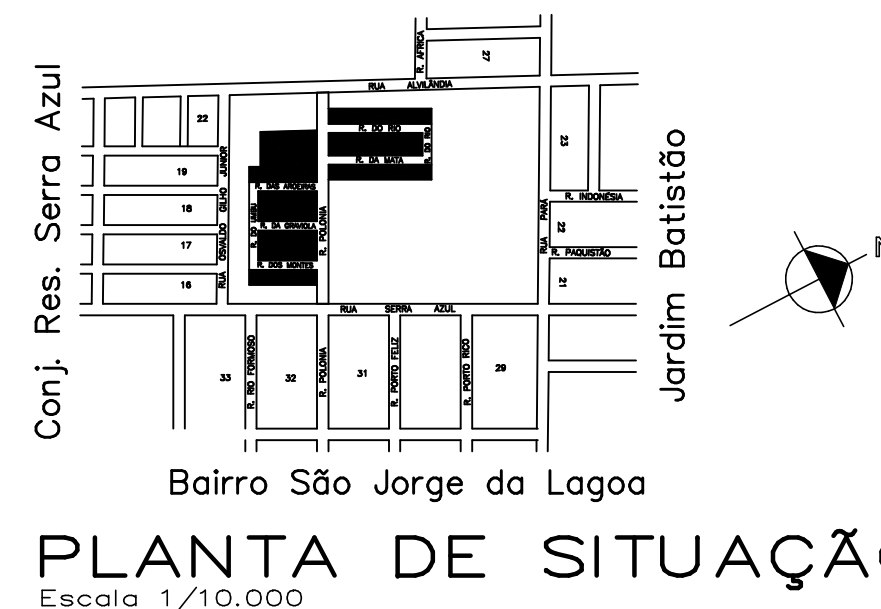 R. AFRICA
27
RUA ALVILÂNDIA
22
R. DO RIO
R. DO RIO
R. DA MATA
23
19
RUA OSVALDO GILHO JUNIOR
R. DAS AROEIRAS
R. INDONÉSIA
18
R. DO UMBU
R. DA GRAVIOLA
R. POLONIA
RUA PARÁ
22
17
R. PAQUISTÃO
R. DOS MONTES
16
21
RUA SERRA AZUL
33
R. RIO FORMOSO
32
R. POLONIA
31
R. PORTO FELIZ
R. PORTO RICO
29
Conj. Res. Serra Azul
Jardim Batistão
Bairro São Jorge da Lagoa
PLANTA DE SITUAÇÃO
Escala 1/10.000